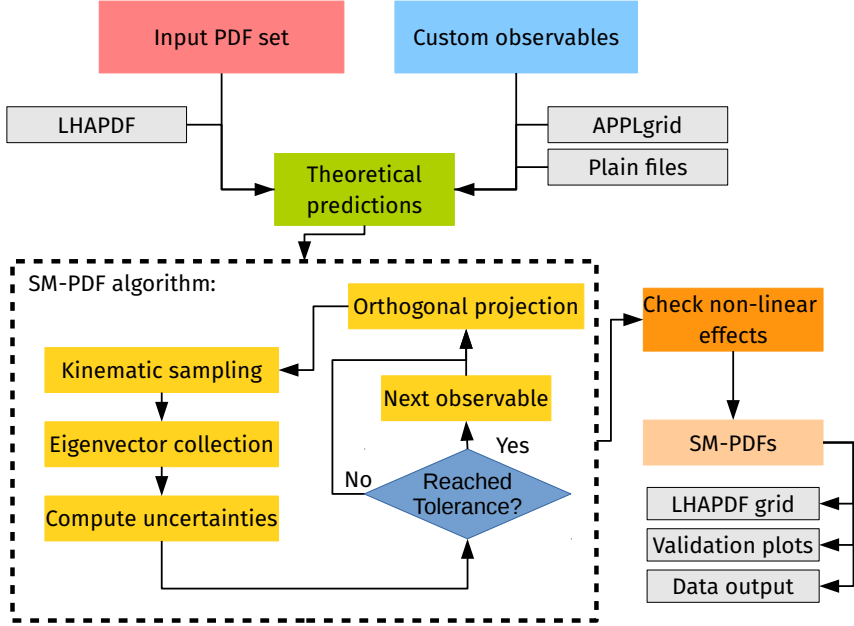 Input PDF set
Custom observables
LHAPDF
APPLgrid
Plain files
Theoretical
predictions
SM-PDF algorithm:
Orthogonal projection
Kinematic sampling
Next observable
Eigenvector collection
Yes
No
Reached
Tolerance?
Compute uncertainties
Check non-linear
effects
SM-PDFs
LHAPDF grid
Validation plots
Data output